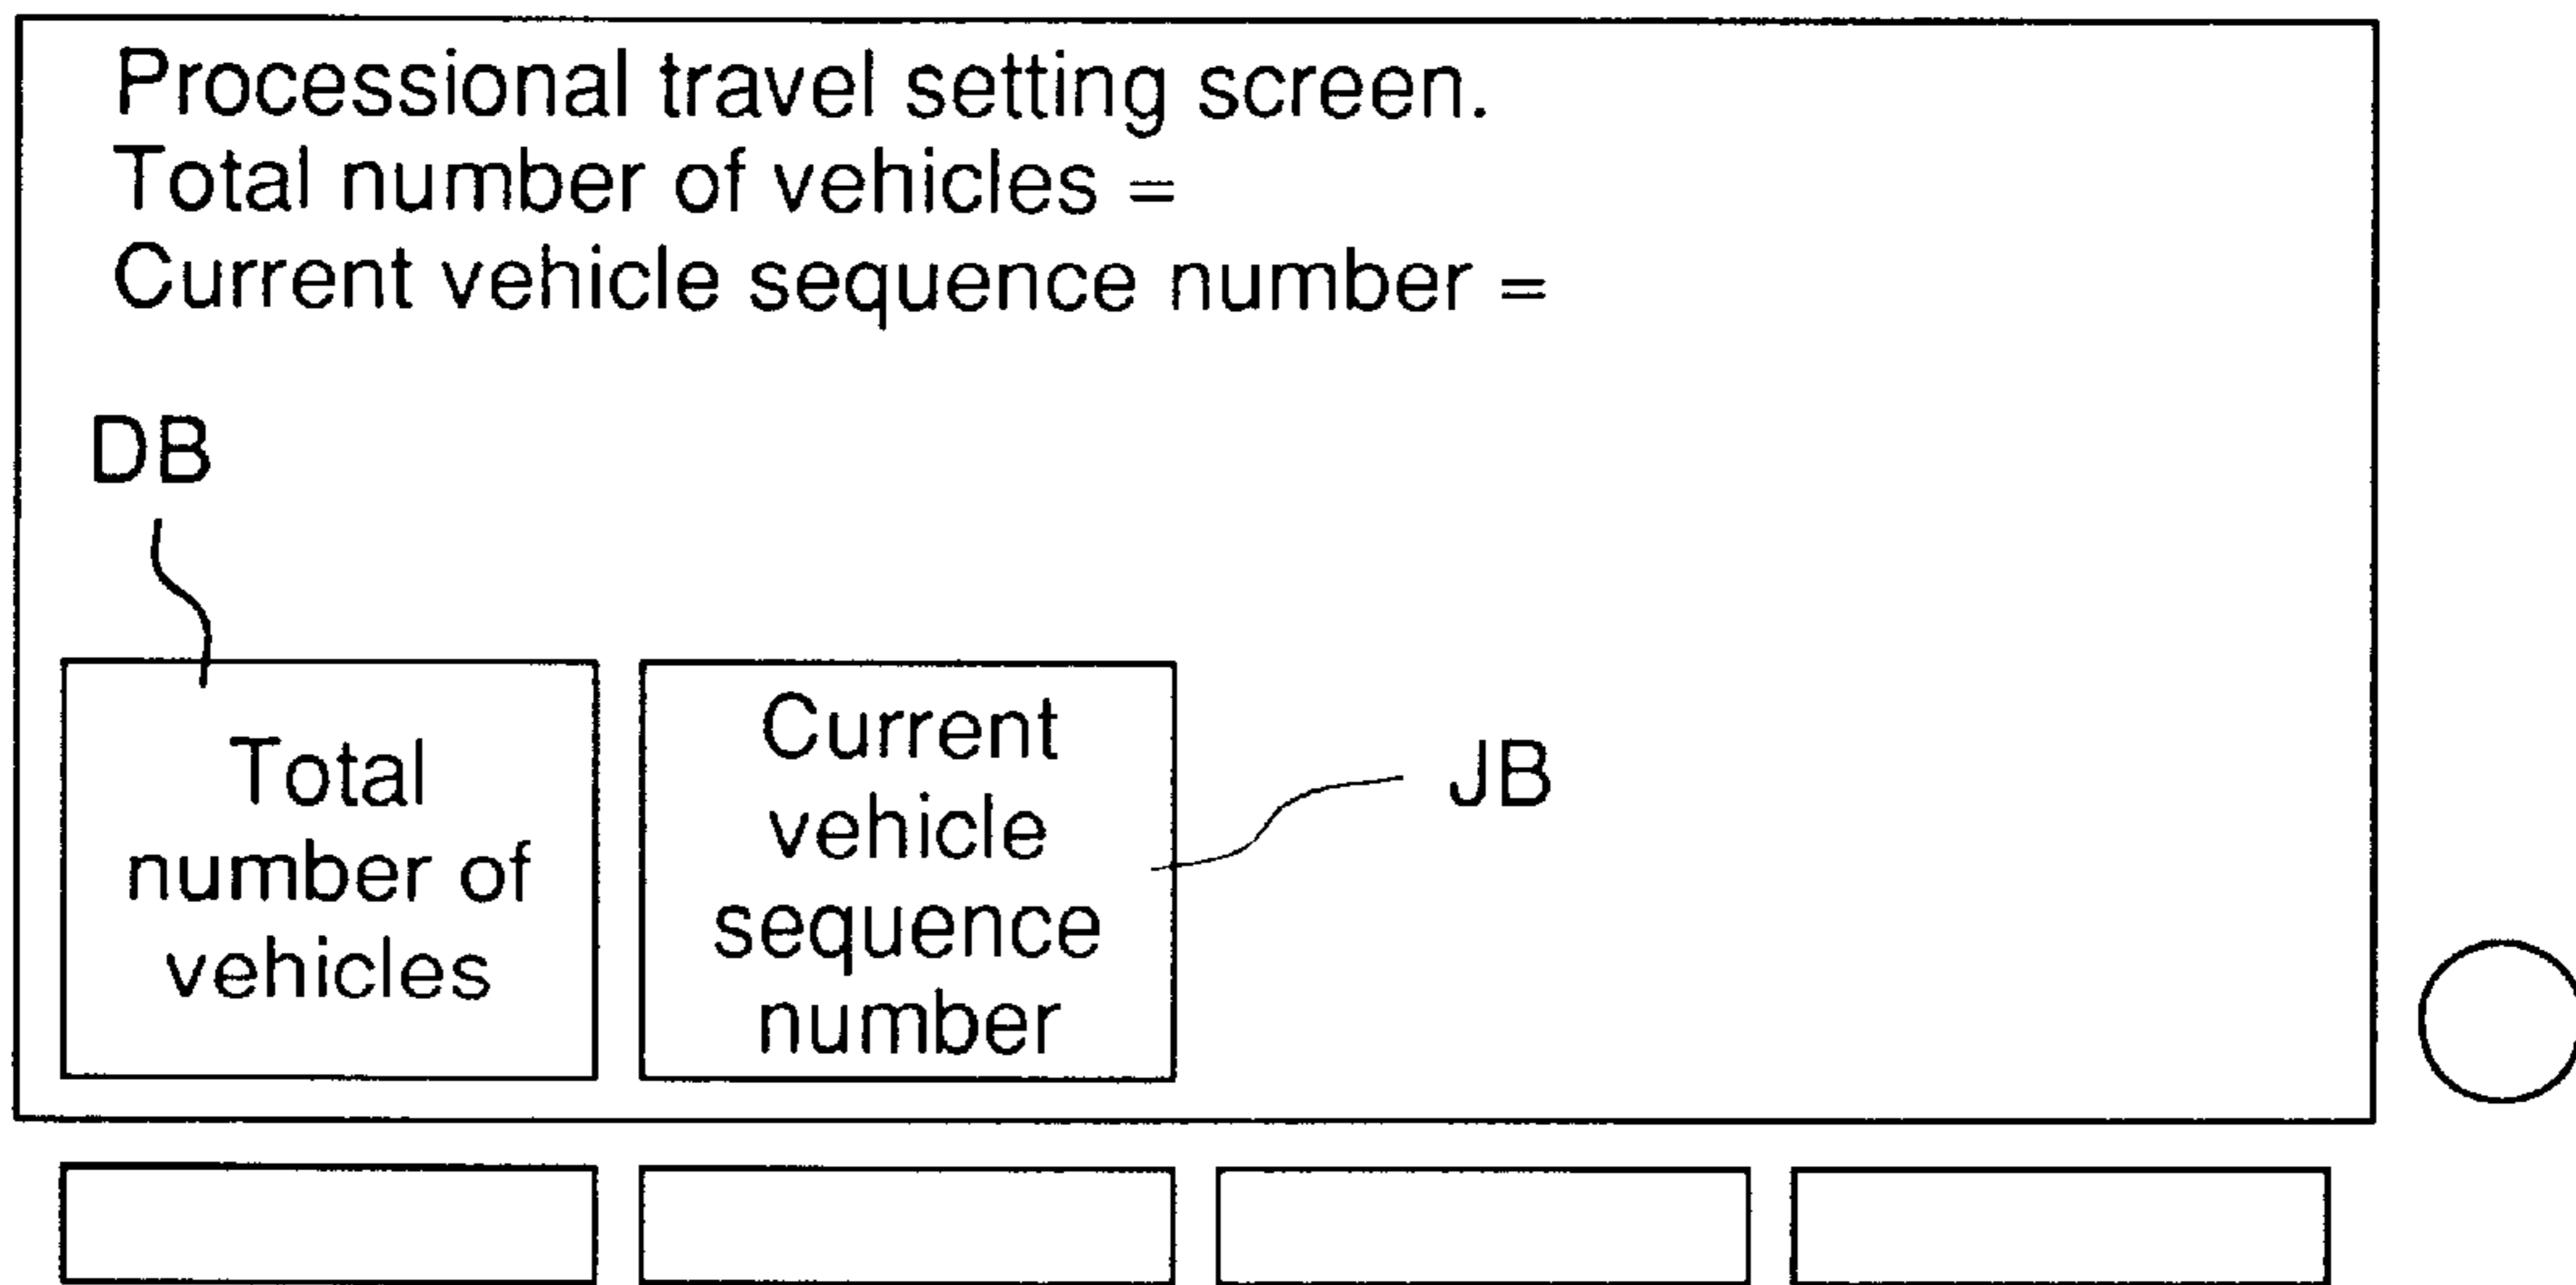 Processional travel setting screen.
Total number of vehicles =
Current vehicle sequence number =
DB
Total
number of
vehicles
Current
vehicle
sequence
number
JB